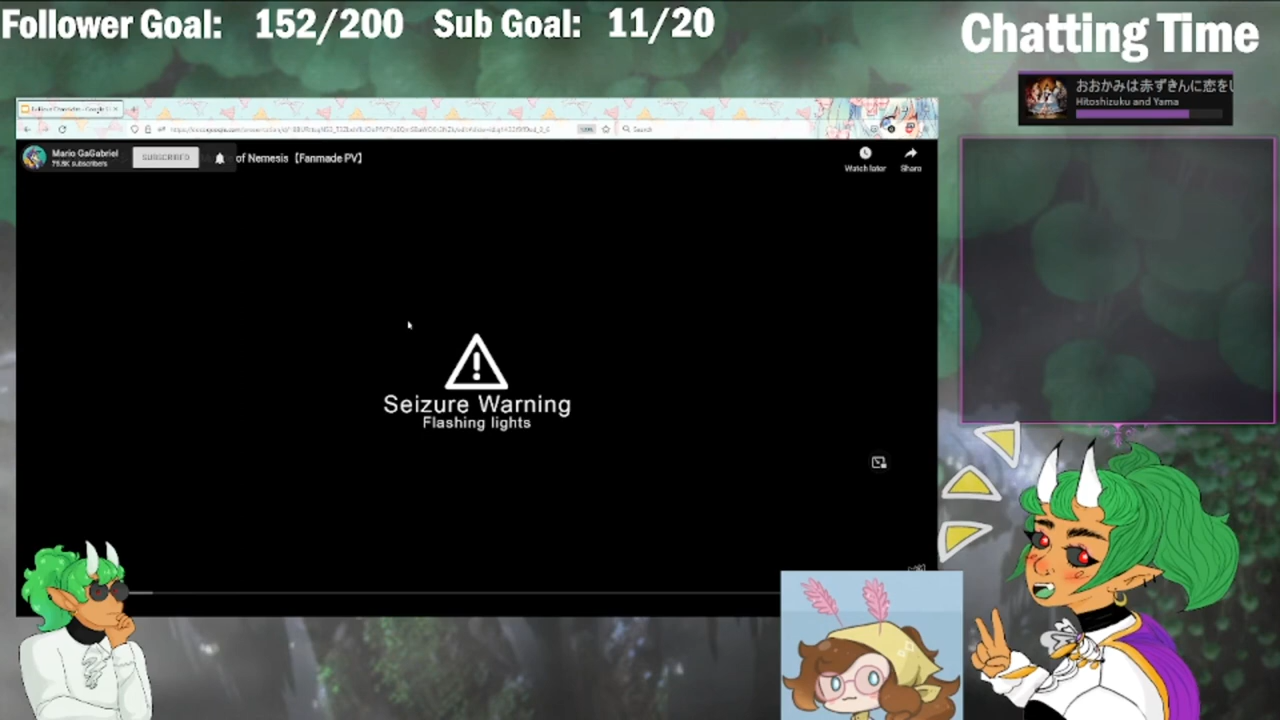 Follower Goal: 152/200 Sub Goal: 11/20
Chatting Time
おおかみは赤ずきんに恋をし
Hitoshizuku and Yama
Search
Mario GaGabriel
SUBSCRIBED
of Nemesis【Fanmade PV】
Watch later
Share
Seizure Warning
Flashing lights